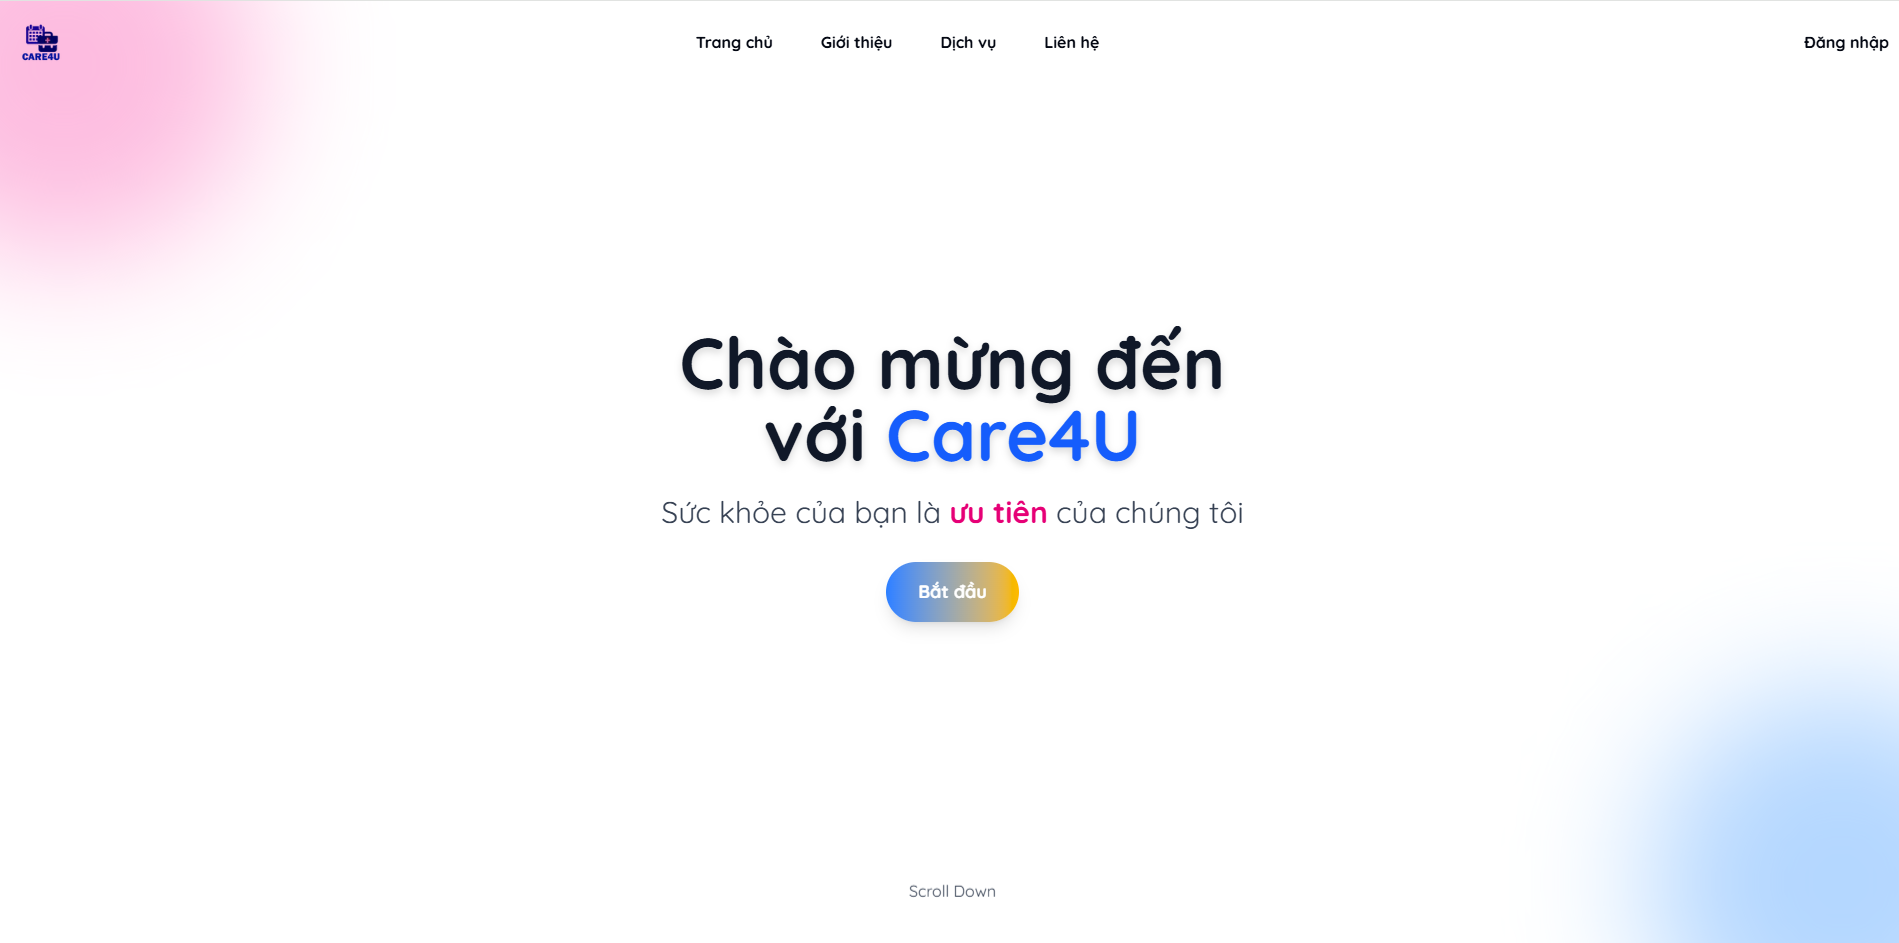 CARE4U
Trang chủ
Giới thiệu
Dịch vụ
Liên hệ
Đăng nhập
Chào mừng đến
với Care4U
Sức khỏe của bạn là ưu tiên của chúng tôi
Bắt đầu
Scroll Down